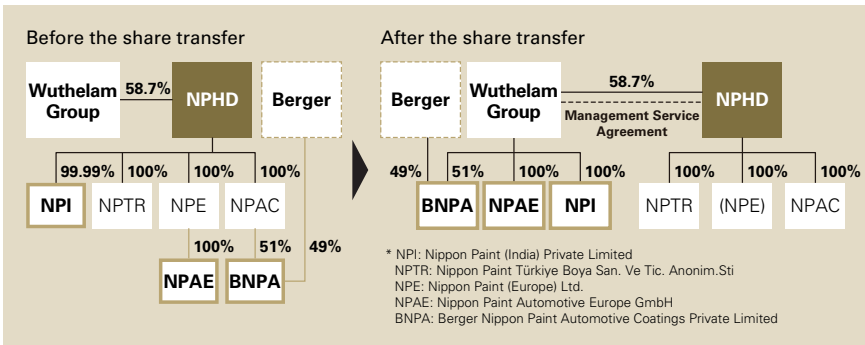 Before the share transfer
Wuthelam
Group
58.7%
NPHD
Berger
99.99%
100%
100%
100%
NPI
NPTR
NPE
NPAC
100%
51%
49%
NPAE
BNPA
After the share transfer
Berger
Wuthelam
Group
58.7%
Management Service
Agreement
NPHD
49%
51%
100%
100%
100%
100%
100%
BNPA
NPAE
NPI
NPTR
(NPE)
NPAC
* NPI: Nippon Paint (India) Private Limited
NPTR: Nippon Paint Türkiye Boya San. Ve Tic. Anonim.Sti
NPE: Nippon Paint (Europe) Ltd.
NPAE: Nippon Paint Automotive Europe GmbH
BNPA: Berger Nippon Paint Automotive Coatings Private Limited